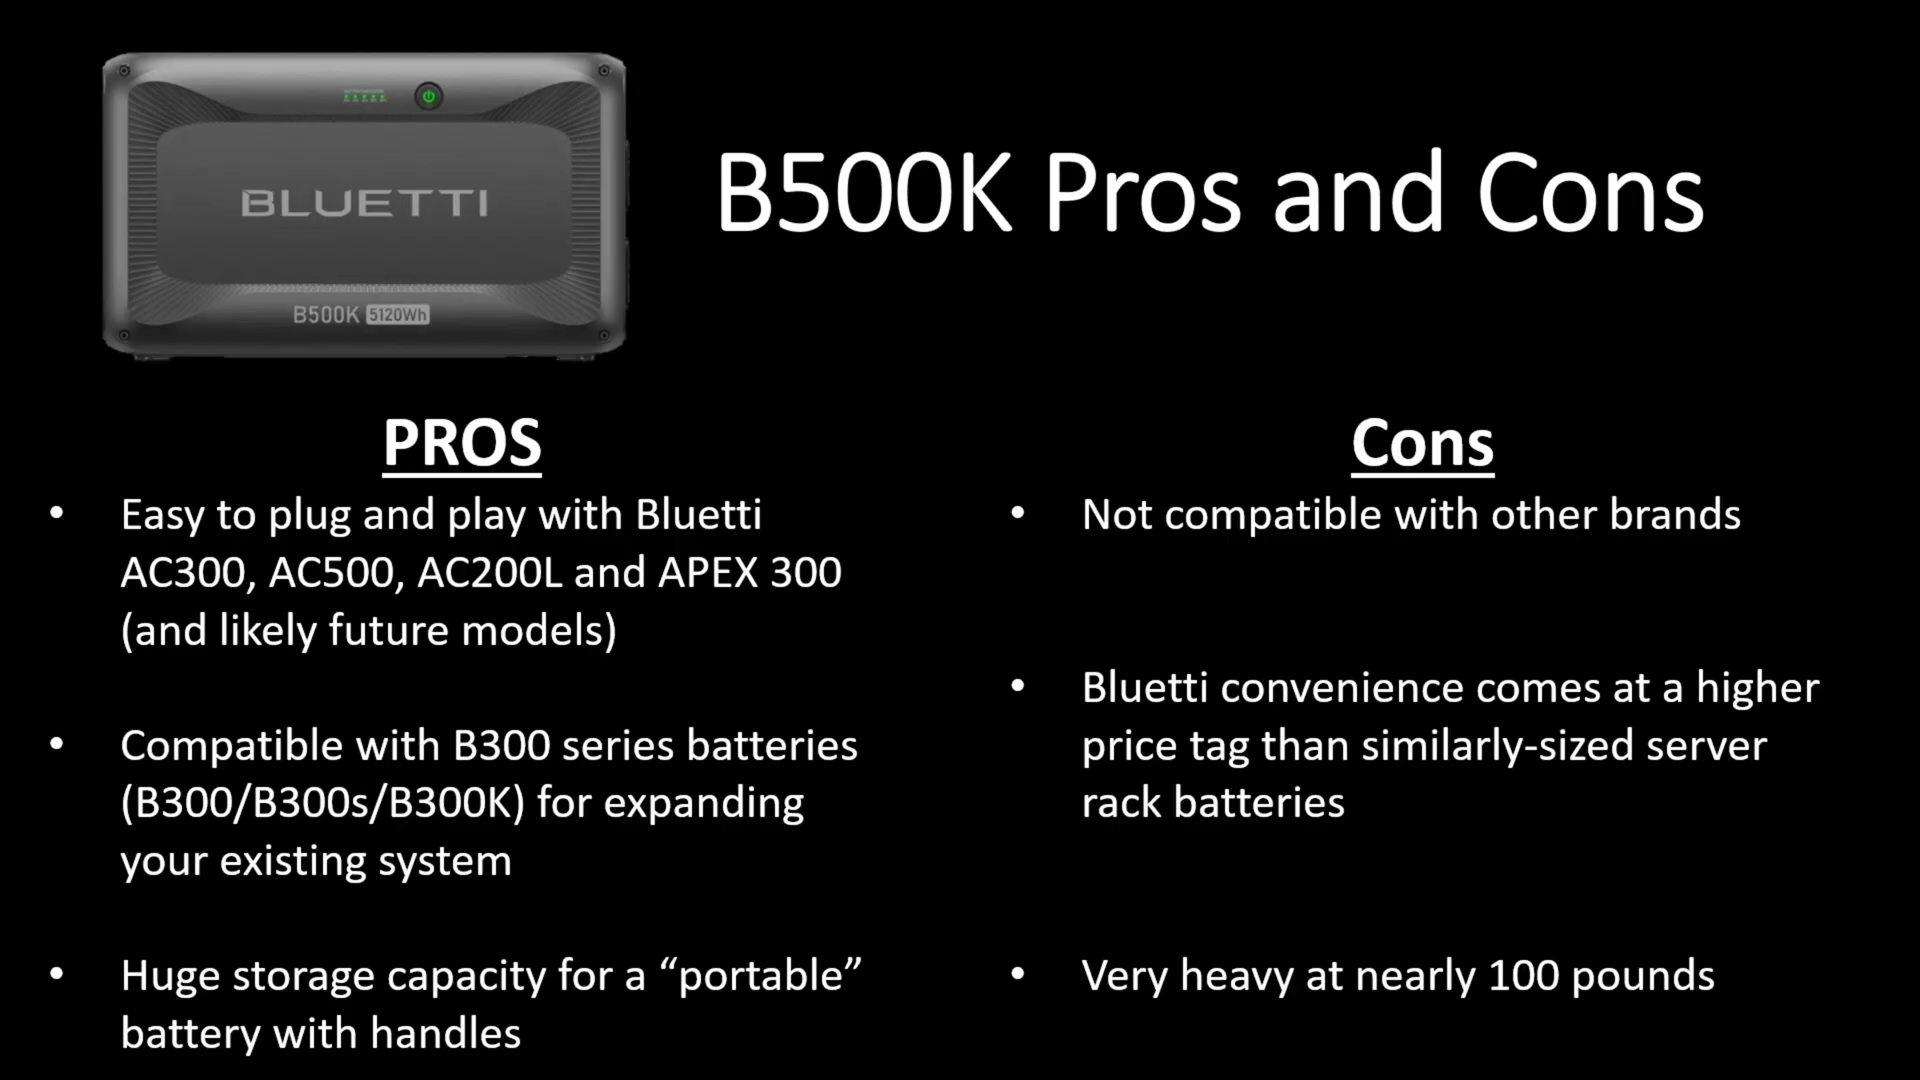 BLUETTI
B500K 5120Wh
B500K Pros and Cons
PROS
• Easy to plug and play with Bluetti
AC300, AC500, AC200L and APEX 300
(and likely future models)
• Compatible with B300 series batteries
(B300/B300s/B300K) for expanding
your existing system
• Huge storage capacity for a “portable”
battery with handles
Cons
• Not compatible with other brands
• Bluetti convenience comes at a higher
price tag than similarly-sized server
rack batteries
• Very heavy at nearly 100 pounds